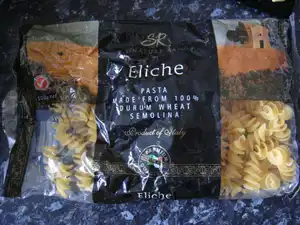 SR
Eliche
PASTA
MADE FROM 100%
DURUM WHEAT
SEMOLINA
Product of Italy
Eliche